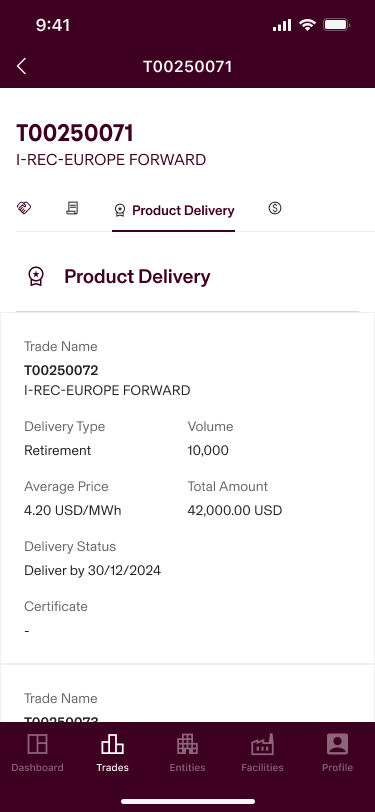 9:41
T00250071
T00250071
I-REC-EUROPE FORWARD
Product Delivery
Product Delivery
Trade Name
T00250072
I-REC-EUROPE FORWARD
Delivery Type Volume
Retirement 10,000
Average Price Total Amount
4.20 USD/MWh 42,000.00 USD
Delivery Status
Deliver by 30/12/2024
Certificate
-
Trade Name
T00250073
Dashboard Trades Entities Facilities Profile